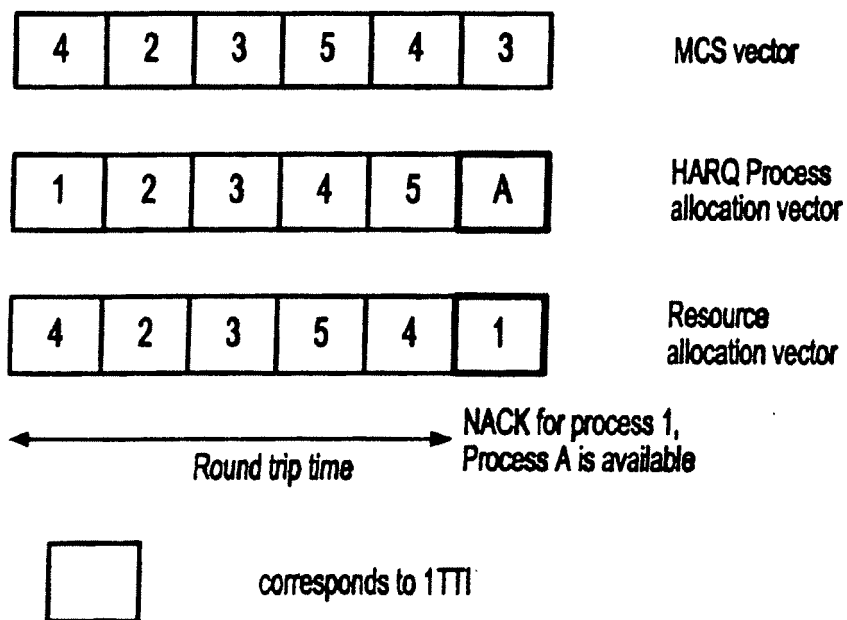 4 2 3 5 4 3 MCS vector
1 2 3 4 5 A HARQ Process
allocation vector
4 2 3 5 4 1 Resource
allocation vector
Round trip time
NACK for process 1,
Process A is available
corresponds to 1TTI